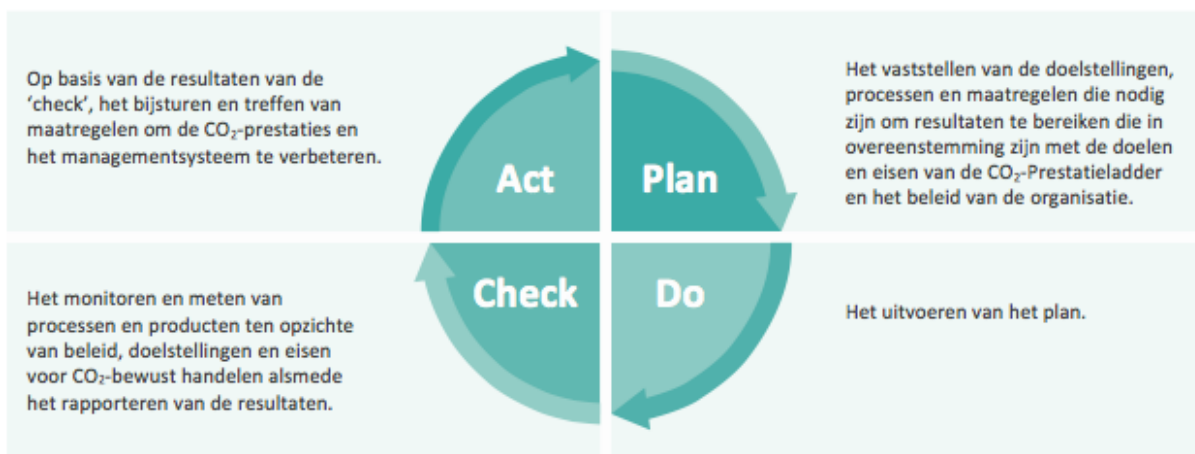 Op basis van de resultaten van de
‘check’, het bijsturen en treffen van
maatregelen om de CO₂-prestaties en
het managementsysteem te verbeteren.
Act
Plan
Het vaststellen van de doelstellingen,
processen en maatregelen die nodig
zijn om resultaten te bereiken die in
overeenstemming zijn met de doelen
en eisen van de CO₂-Prestatieladder
en het beleid van de organisatie.
Het monitoren en meten van
processen en producten ten opzichte
van beleid, doelstellingen en eisen
voor CO₂-bewust handelen alsmede
het rapporteren van de resultaten.
Check
Do
Het uitvoeren van het plan.